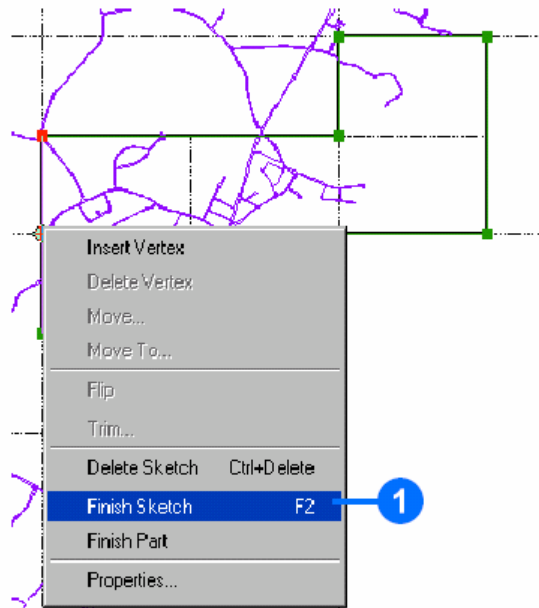 Insert Vertex
Delete Vertex
Move...
Move To...
Flip
Trim...
Delete Sketch Ctrl+Delete
Finish Sketch F2
1
Finish Part
Properties...